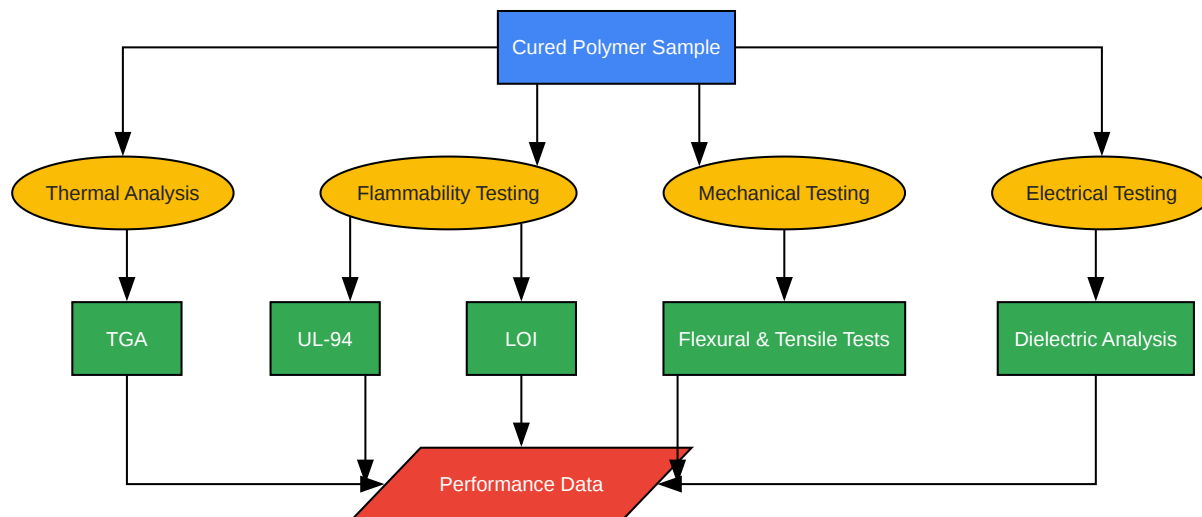 Cured Polymer Sample
Thermal Analysis
Flammability Testing
Mechanical Testing
Electrical Testing
TGA
UL-94
LOI
Flexural & Tensile Tests
Dielectric Analysis
Performance Data